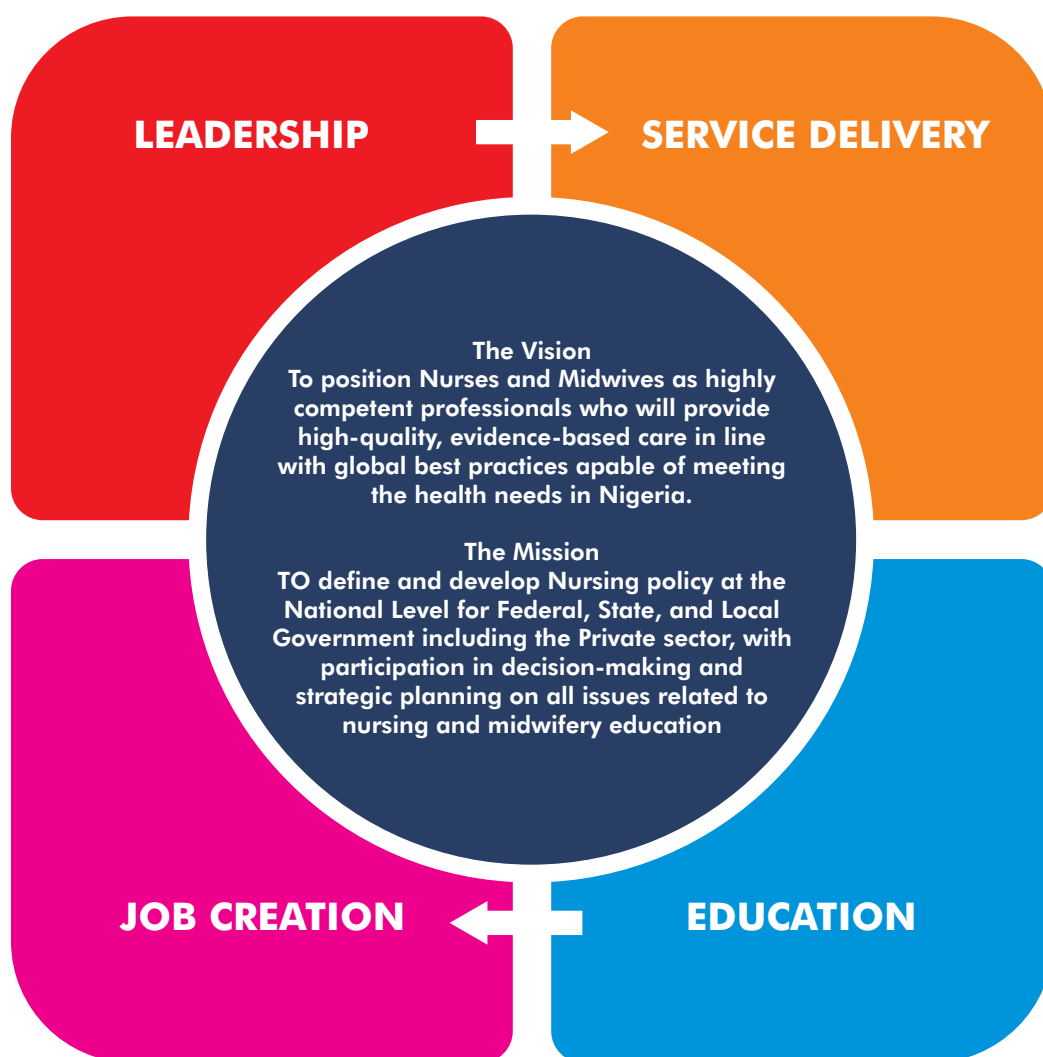 LEADERSHIP
SERVICE DELIVERY
The Vision
To position Nurses and Midwives as highly
competent professionals who will provide
high-quality, evidence-based care in line
with global best practices apable of meeting
the health needs in Nigeria.
The Mission
TO define and develop Nursing policy at the
National Level for Federal, State, and Local
Government including the Private sector, with
participation in decision-making and
strategic planning on all issues related to
nursing and midwifery education
JOB CREATION
EDUCATION